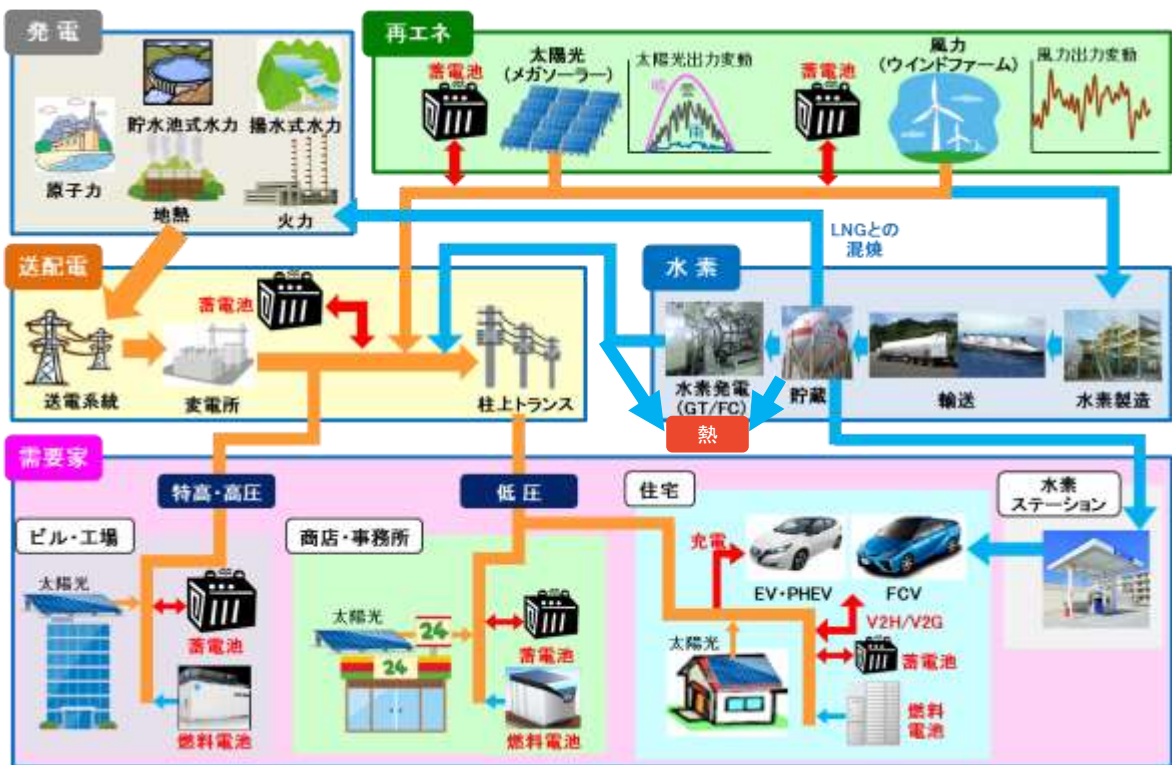 発電
貯水池式水力
揚水式水力
原子力
地熱
火力
再エネ
蓄電池
太陽光
(メガソーラー)
太陽光出力変動
晴
曇
雨
蓄電池
風力
(ウインドファーム)
風力出力変動
LNGとの
混焼
送配電
蓄電池
送電系統
変電所
柱上トランス
水素
水素発電
(GT/FC)
貯蔵
輸送
水素製造
熱
需要家
特高・高圧
低圧
ビル・工場
太陽光
蓄電池
燃料電池
商店・事務所
太陽光
24
24
蓄電池
燃料電池
住宅
充電
EV・PHEV
FCV
V2H/V2G
太陽光
蓄電池
燃料
電池
水素
ステーション